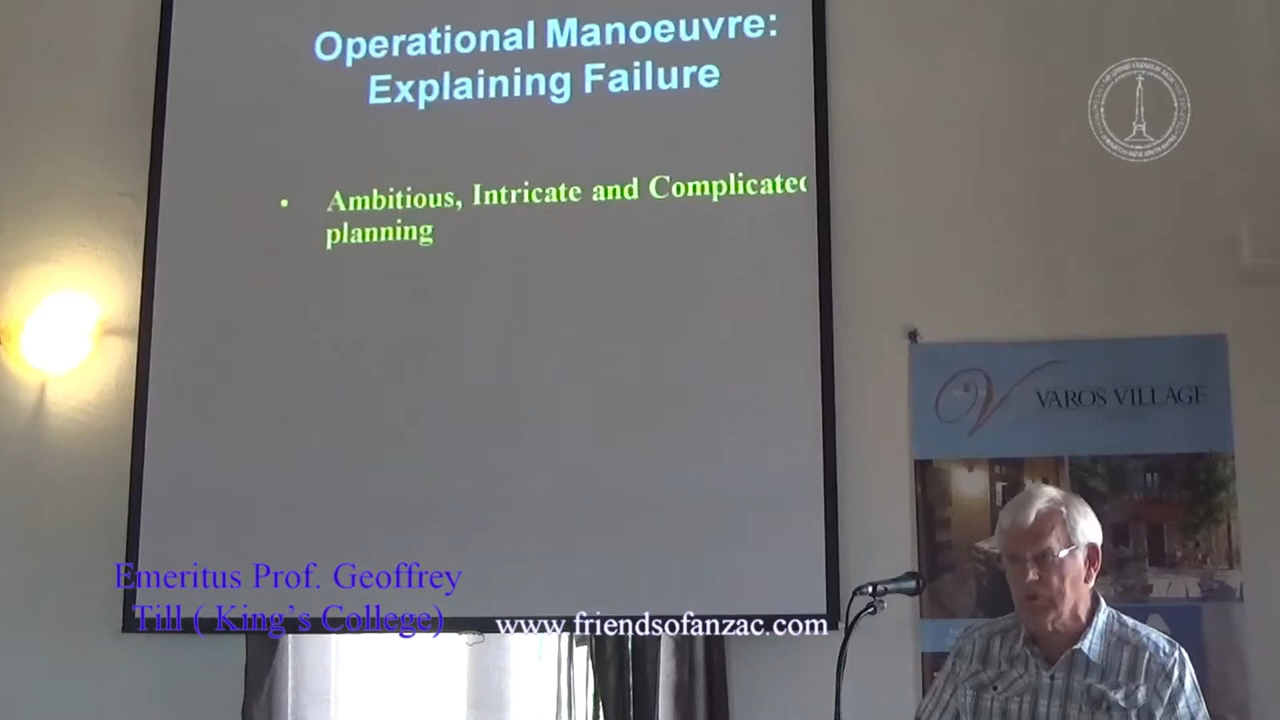 Operational Manoeuvre:
Explaining Failure
• Ambitious, Intricate and Complicated
planning
VAROS VILLAGE
Emeritus Prof. Geoffrey
Till ( King's College)
www.friendsofanzac.com